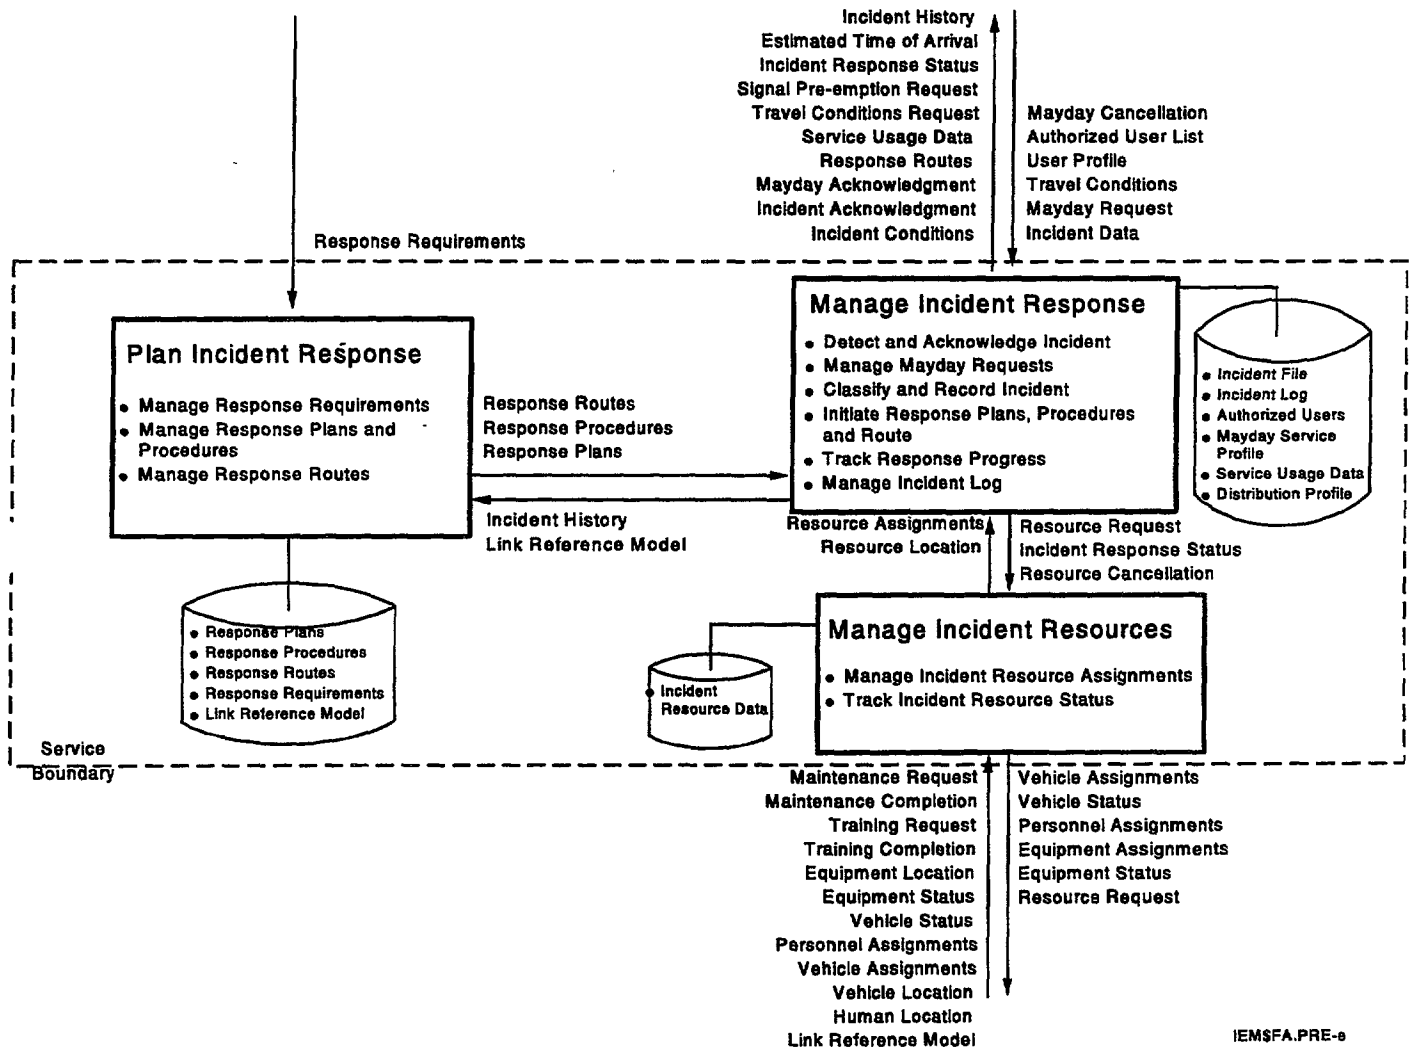 Incident History
Estimated Time of Arrival
Incident Response Status
Signal Pre-emption Request
Travel Conditions Request
Service Usage Data
Response Routes
Mayday Acknowledgment
Incident Acknowledgment
Incident Conditions
Mayday Cancellation
Authorized User List
User Profile
Travel Conditions
Mayday Request
Incident Data
Response Requirements
Plan Incident Response
• Manage Response Requirements
• Manage Response Plans and
Procedures
• Manage Response Routes
Response Routes
Response Procedures
Response Plans
Incident History
Link Reference Model
Manage Incident Response
• Detect and Acknowledge Incident
• Manage Mayday Requests
• Classify and Record Incident
• Initiate Response Plans, Procedures
and Route
• Track Response Progress
• Manage Incident Log
• Incident File
• Incident Log
• Authorized Users
• Mayday Service
Profile
• Service Usage Data
• Distribution Profile
Resource Assignments
Resource Location
Resource Request
Incident Response Status
Resource Cancellation
• Response Plans
• Response Procedures
• Response Routes
• Response Requirements
• Link Reference Model
• Incident
Resource Data
Manage Incident Resources
• Manage Incident Resource Assignments
• Track Incident Resource Status
Service
Boundary
Maintenance Request
Maintenance Completion
Training Request
Training Completion
Equipment Location
Equipment Status
Vehicle Status
Personnel Assignments
Vehicle Assignments
Vehicle Location
Human Location
Link Reference Model
Vehicle Assignments
Vehicle Status
Personnel Assignments
Equipment Assignments
Equipment Status
Resource Request
IEMSFA.PRE-e